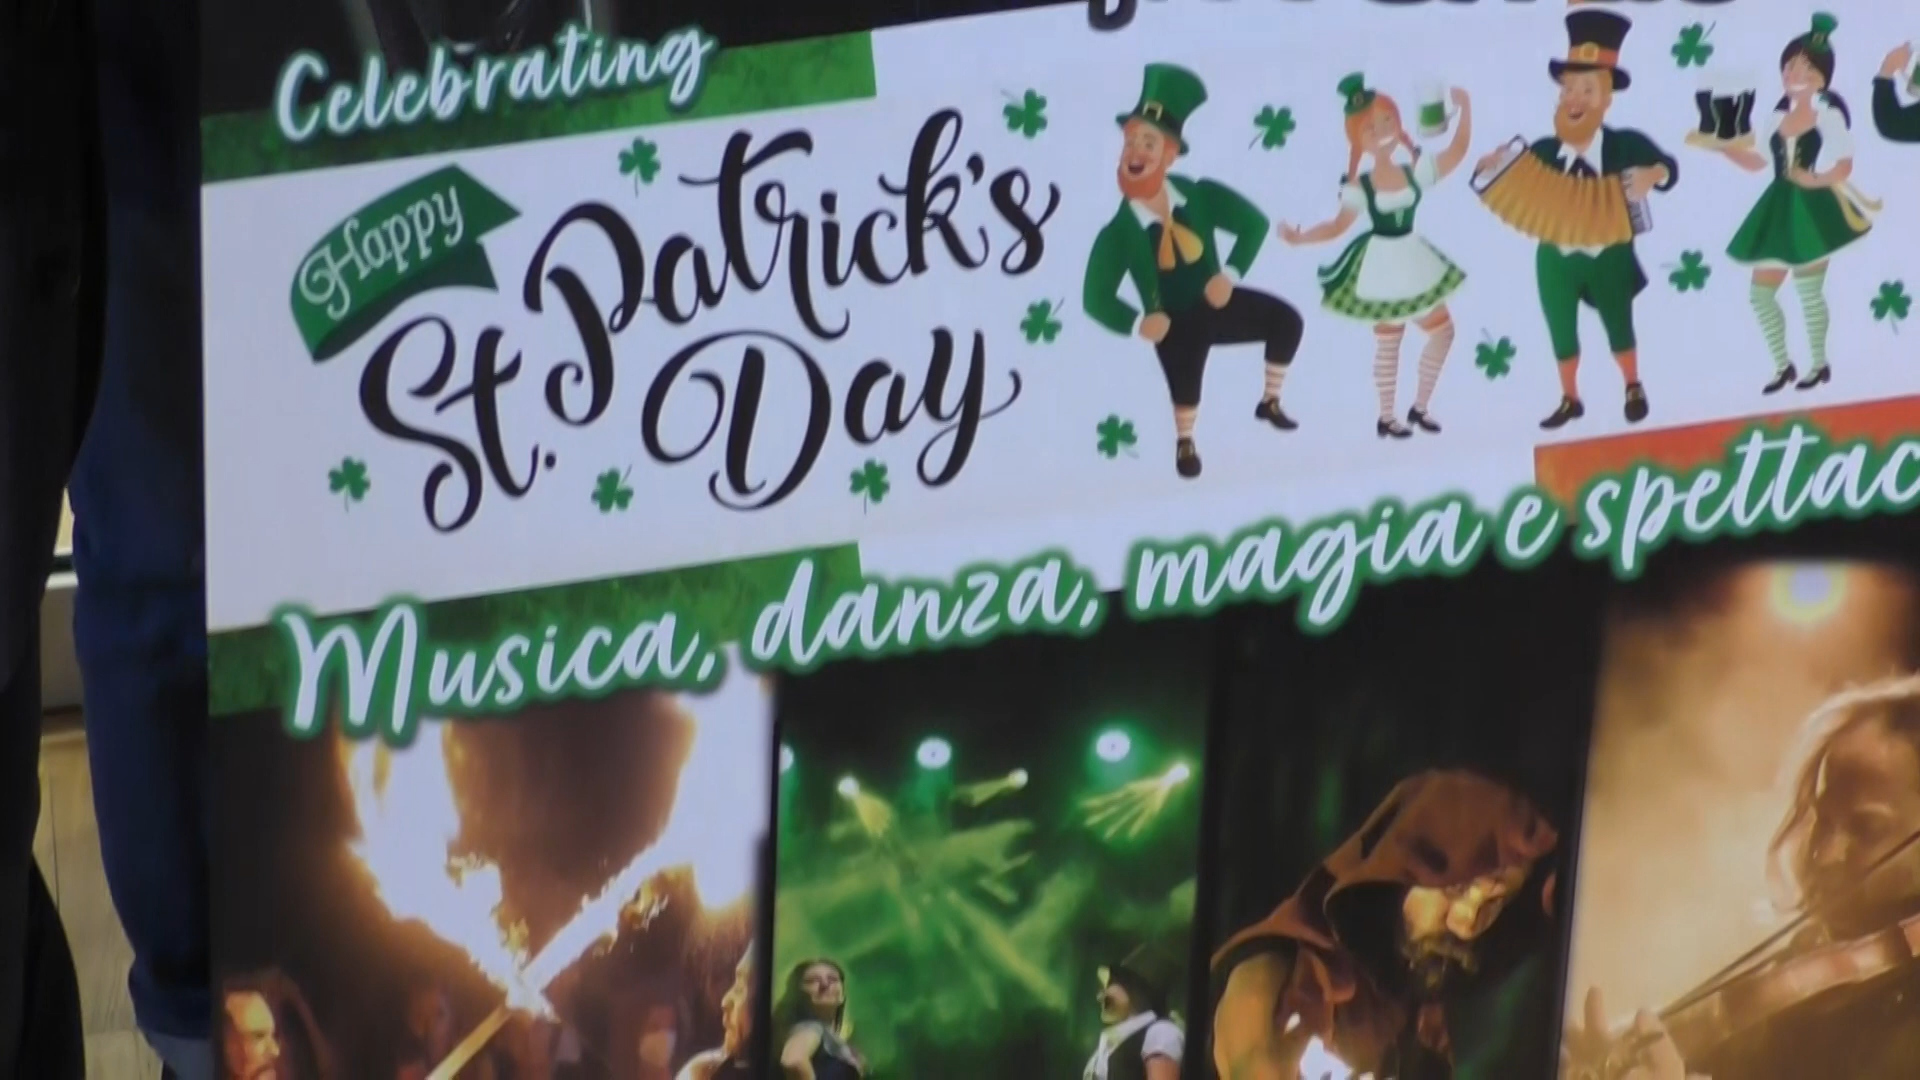 Celebrating
Happy
St. Patrick's
Day
Musica, danza, magia e